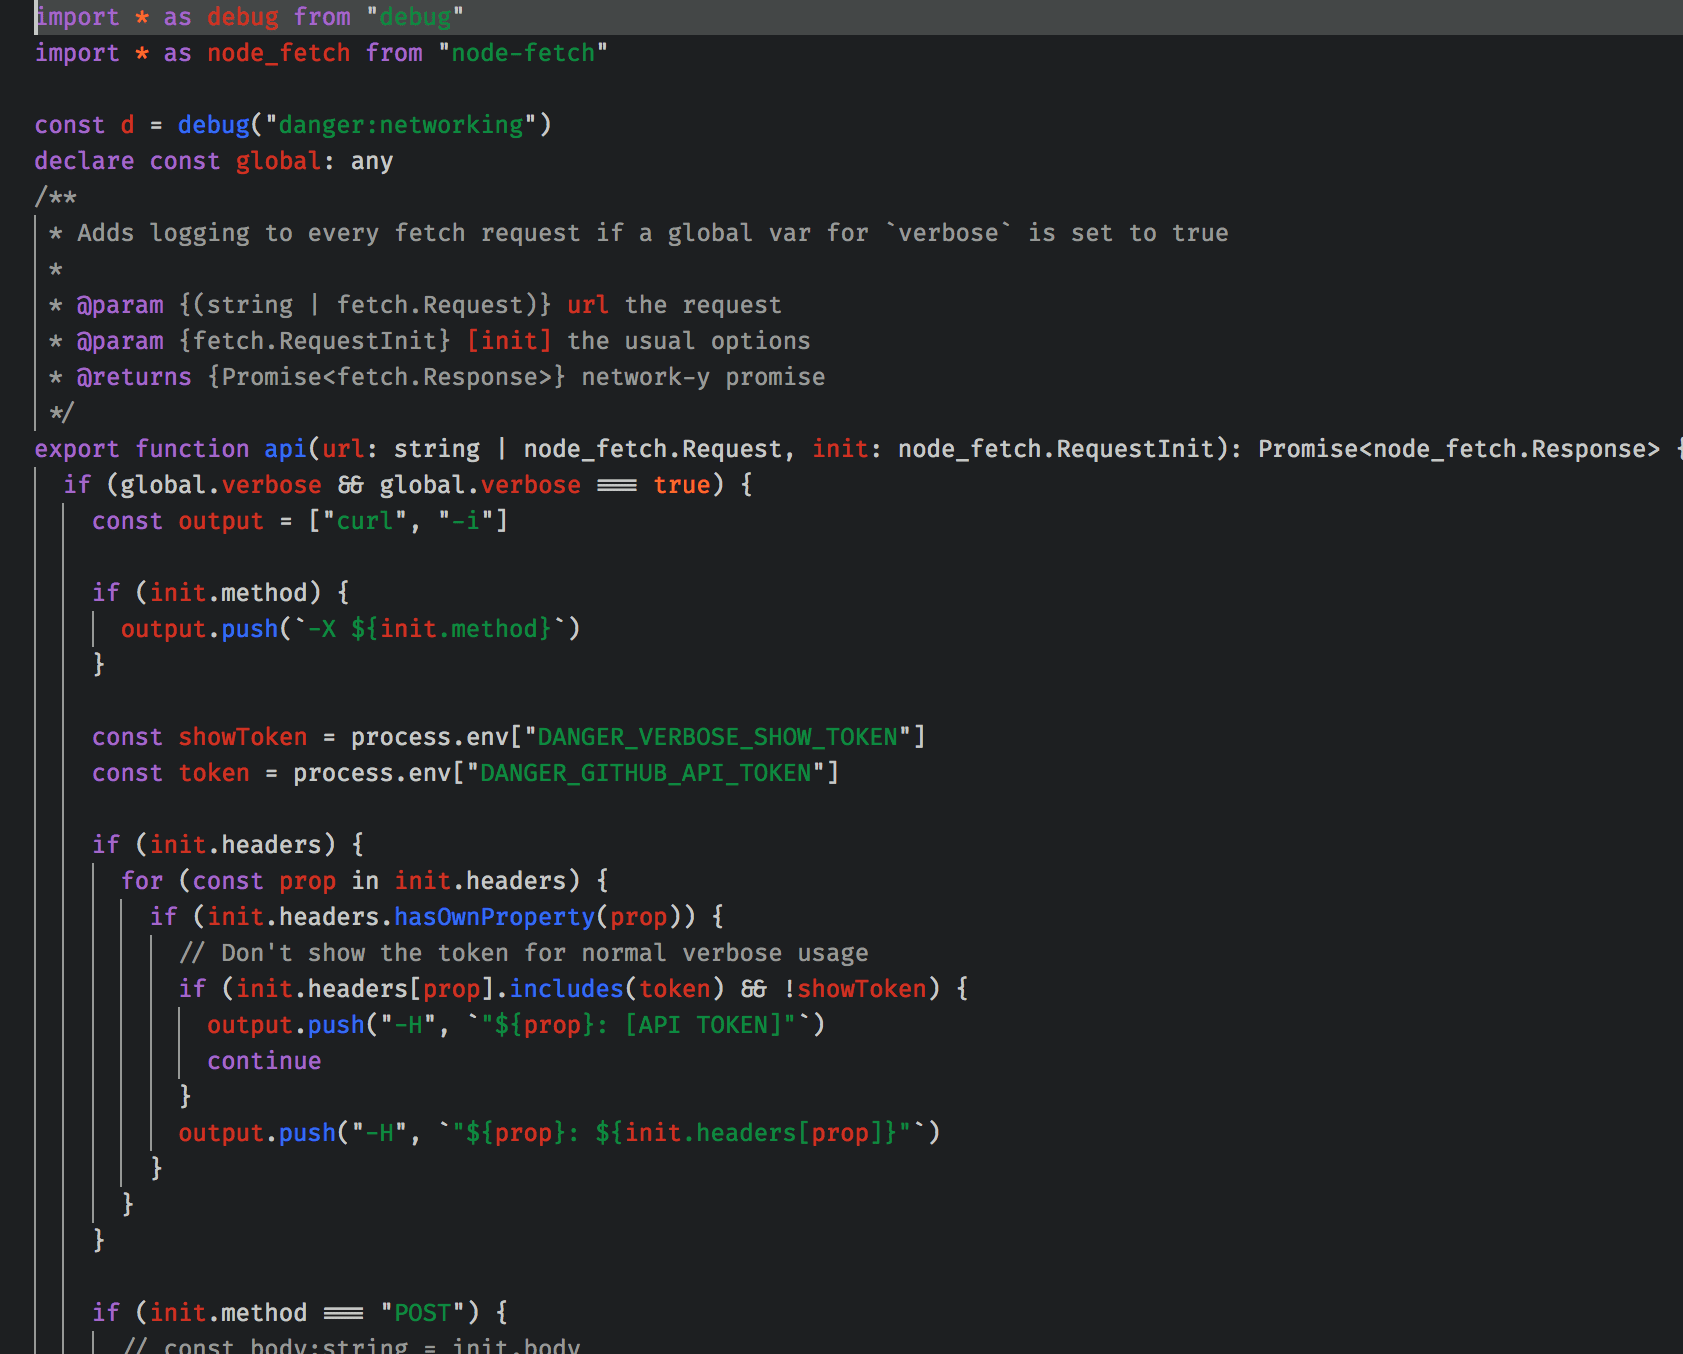 import * as debug from "debug"
import * as node_fetch from "node-fetch"
const d = debug("danger:networking")
declare const global: any
/**
* Adds logging to every fetch request if a global var for `verbose` is set to true
*
* @param {(string | fetch.Request)} url the request
* @param {fetch.RequestInit} [init] the usual options
* @returns {Promise<fetch.Response>} network-y promise
*/
export function api(url: string | node_fetch.Request, init: node_fetch.RequestInit): Promise<node_fetch.Response> {
if (global.verbose && global.verbose === true) {
const output = ["curl", "-i"]
if (init.method) {
output.push(`-X ${init.method}`)
}
const showToken = process.env["DANGER_VERBOSE_SHOW_TOKEN"]
const token = process.env["DANGER_GITHUB_API_TOKEN"]
if (init.headers) {
for (const prop in init.headers) {
if (init.headers.hasOwnProperty(prop)) {
// Don't show the token for normal verbose usage
if (init.headers[prop].includes(token) && !showToken) {
output.push("-H", `"${prop}: [API TOKEN]"`)
continue
}
output.push("-H", `"${prop}: ${init.headers[prop]}"`)
}
}
}
if (init.method === "POST") {
// const body:string = init.body